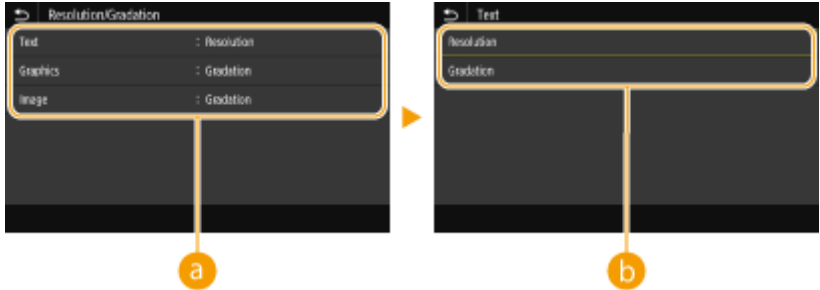 Resolution/Gradation
Text : Resolution
Graphics : Gradation
Image : Gradation
a
Text
Resolution
Gradation
b